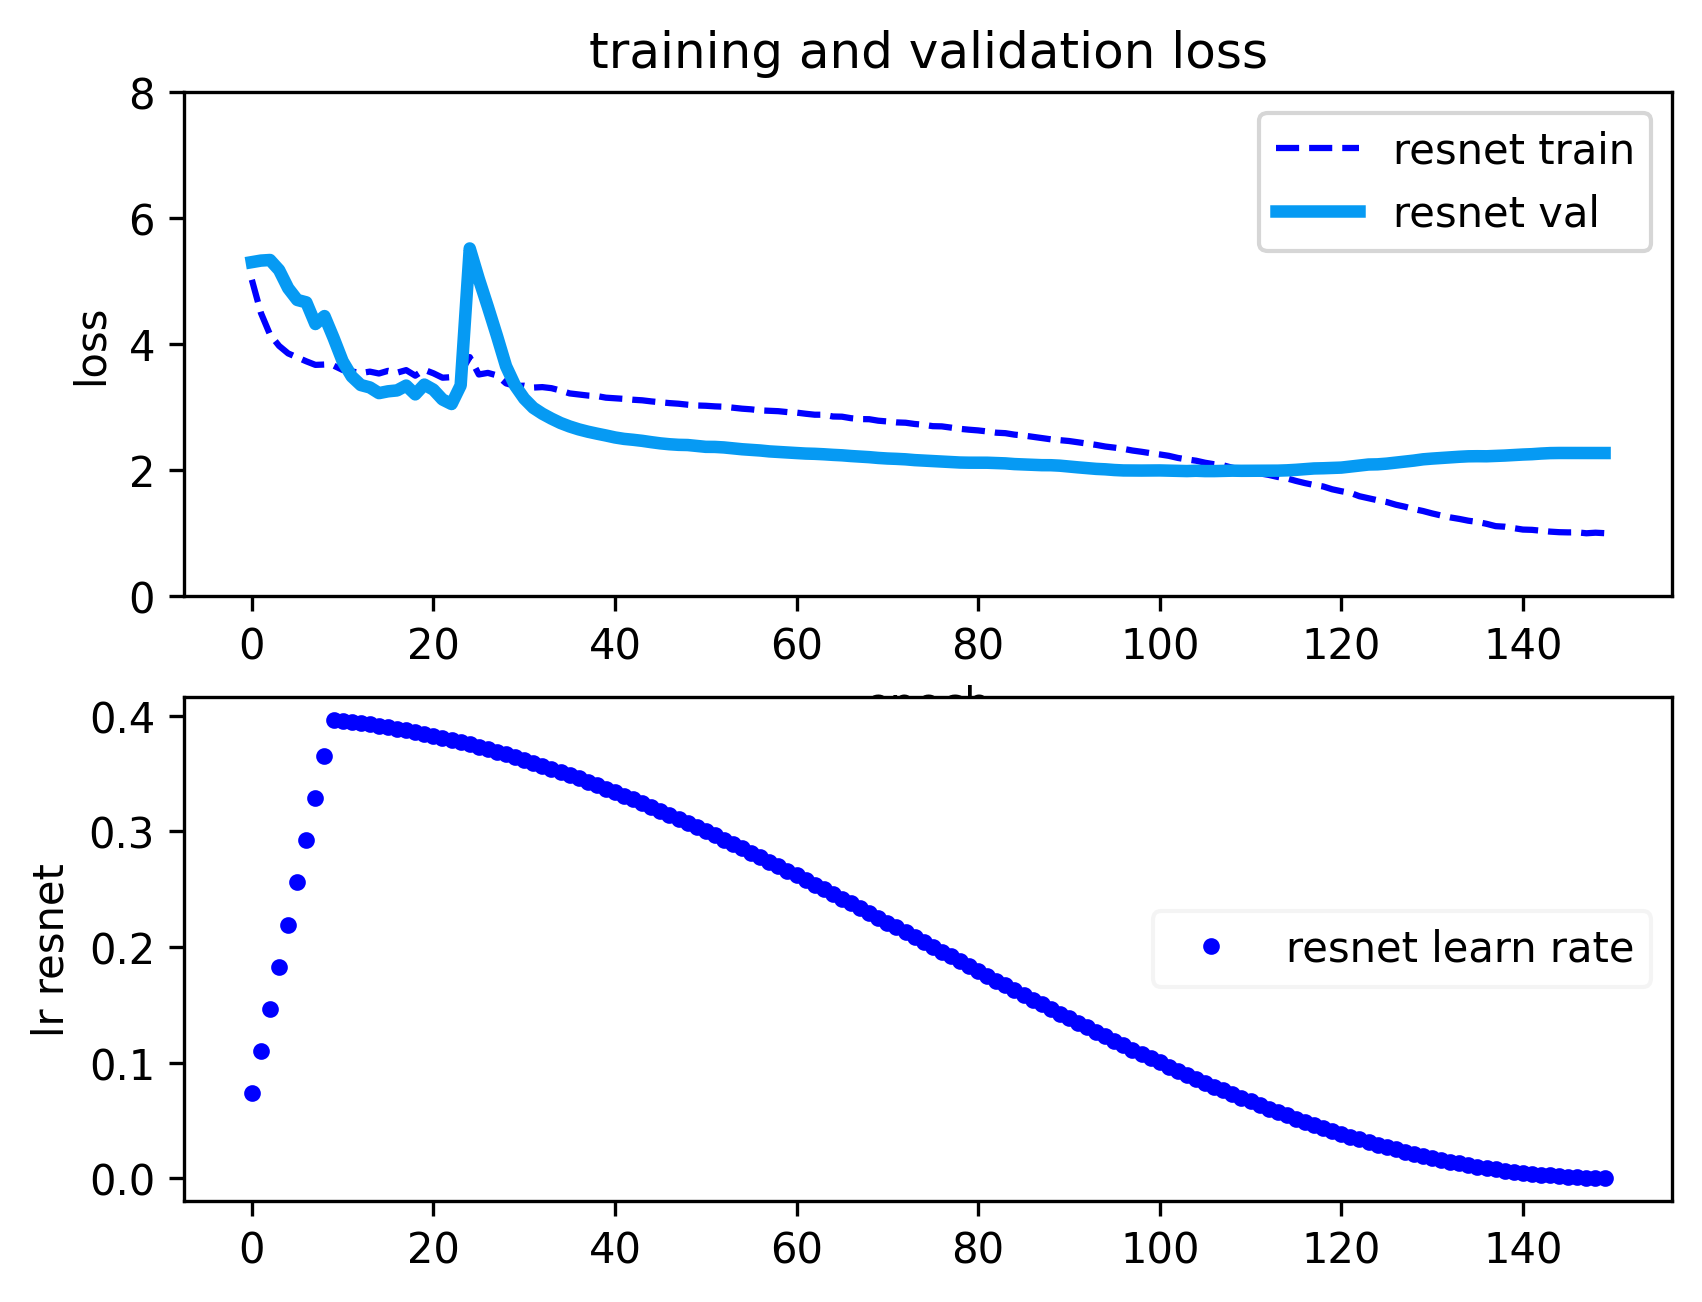 training and validation loss
8
6
4
2
0
loss
resnet train
resnet val
0 20 40 60 80 100 120 140
0.4
0.3
0.2
0.1
0.0
lr resnet
resnet learn rate
0 20 40 60 80 100 120 140